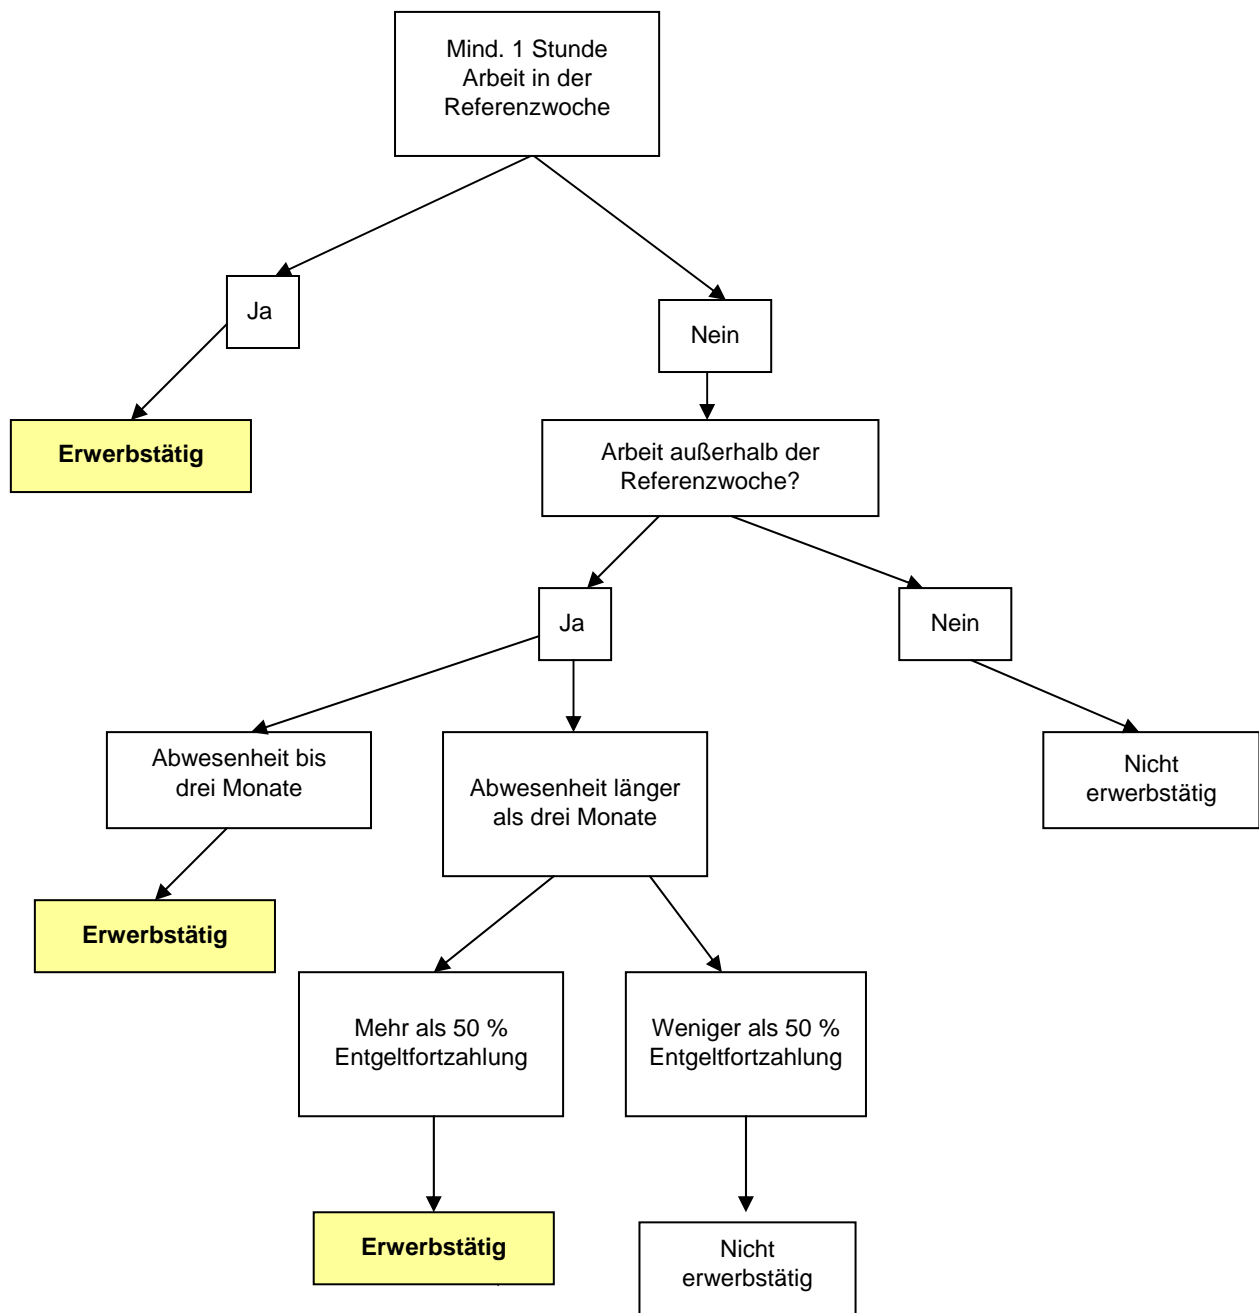 Mind. 1 Stunde
Arbeit in der
Referenzwoche
Ja
Nein
Erwerbstätig
Arbeit außerhalb der
Referenzwoche?
Ja
Nein
Abwesenheit bis
drei Monate
Abwesenheit länger
als drei Monate
Nicht
erwerbstätig
Erwerbstätig
Mehr als 50 %
Entgeltfortzahlung
Weniger als 50 %
Entgeltfortzahlung
Erwerbstätig
Nicht
erwerbstätig